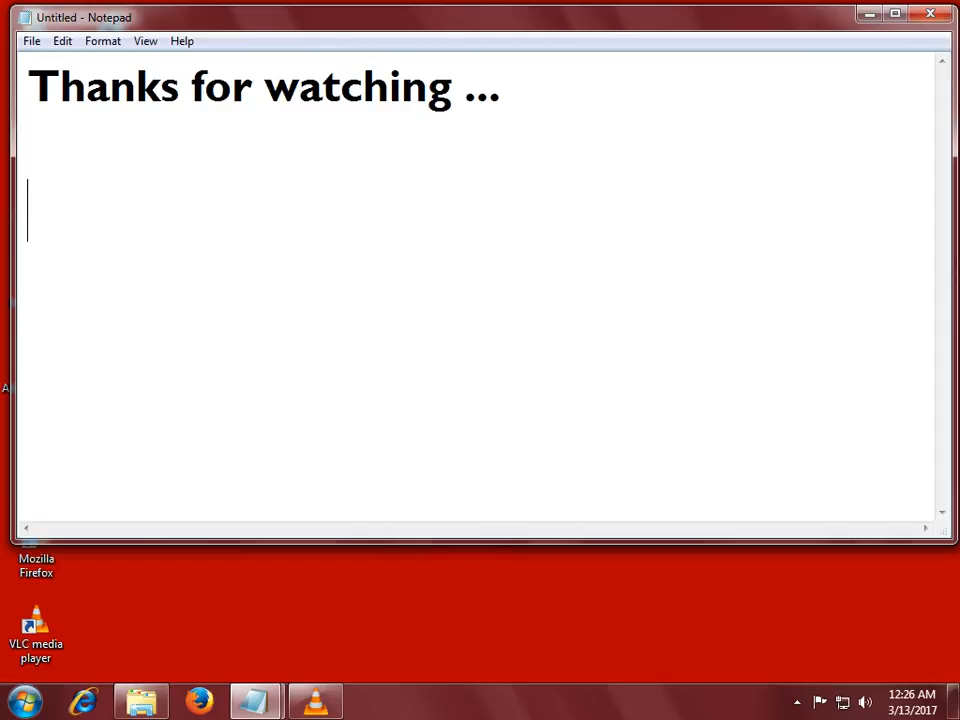 Untitled - Notepad
File Edit Format View Help
Thanks for watching ...
A
Mozilla
Firefox
VLC media
player
12:26 AM
3/13/2017